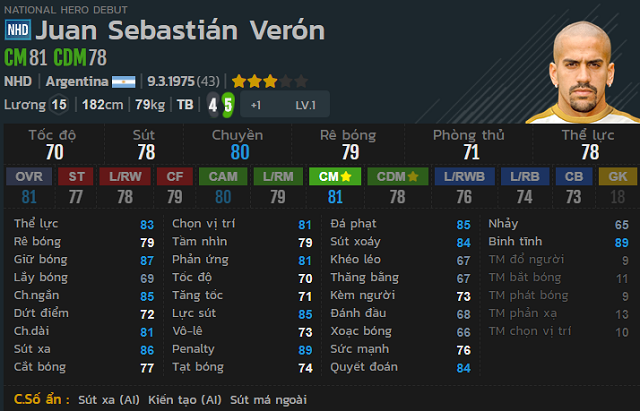 NATIONAL HERO DEBUT
NHD Juan Sebastián Verón
CM 81 CDM 78
NHD | Argentina | 9.3.1975 (43) |
Lương 15 | 182cm | 79kg | TB | 4 5 +1 LV.1
Tốc độ Sút Chuyền Rê bóng Phòng thủ Thể lực
70 78 80 79 71 78
OVR ST L/RW CF CAM L/RM CM CDM L/RWB L/RB CB GK
81 77 78 79 80 79 81 78 76 74 73 18
Thể lực 83 Chọn vị trí 81 Đá phạt 85 Nhảy 65
Rê bóng 79 Tầm nhìn 79 Sút xoáy 84 Bình tĩnh 89
Giữ bóng 87 Phản ứng 81 Khéo léo 67 TM đổ người 9
Lấy bóng 69 Tốc độ 70 Thăng bằng 67 TM bắt bóng 11
Ch.ngắn 85 Tăng tốc 71 Kèm người 73 TM phát bóng 9
Dứt điểm 72 Lực sút 85 Đánh đầu 68 TM phản xạ 13
Ch.dài 81 Vô-lê 73 Xoạc bóng 66 TM chọn vị trí 10
Sút xa 86 Penalty 89 Sức mạnh 76
Cắt bóng 77 Tạt bóng 74 Quyết đoán 84
C.Số ẩn : Sút xa (AI) Kiến tạo (AI) Sút má ngoài